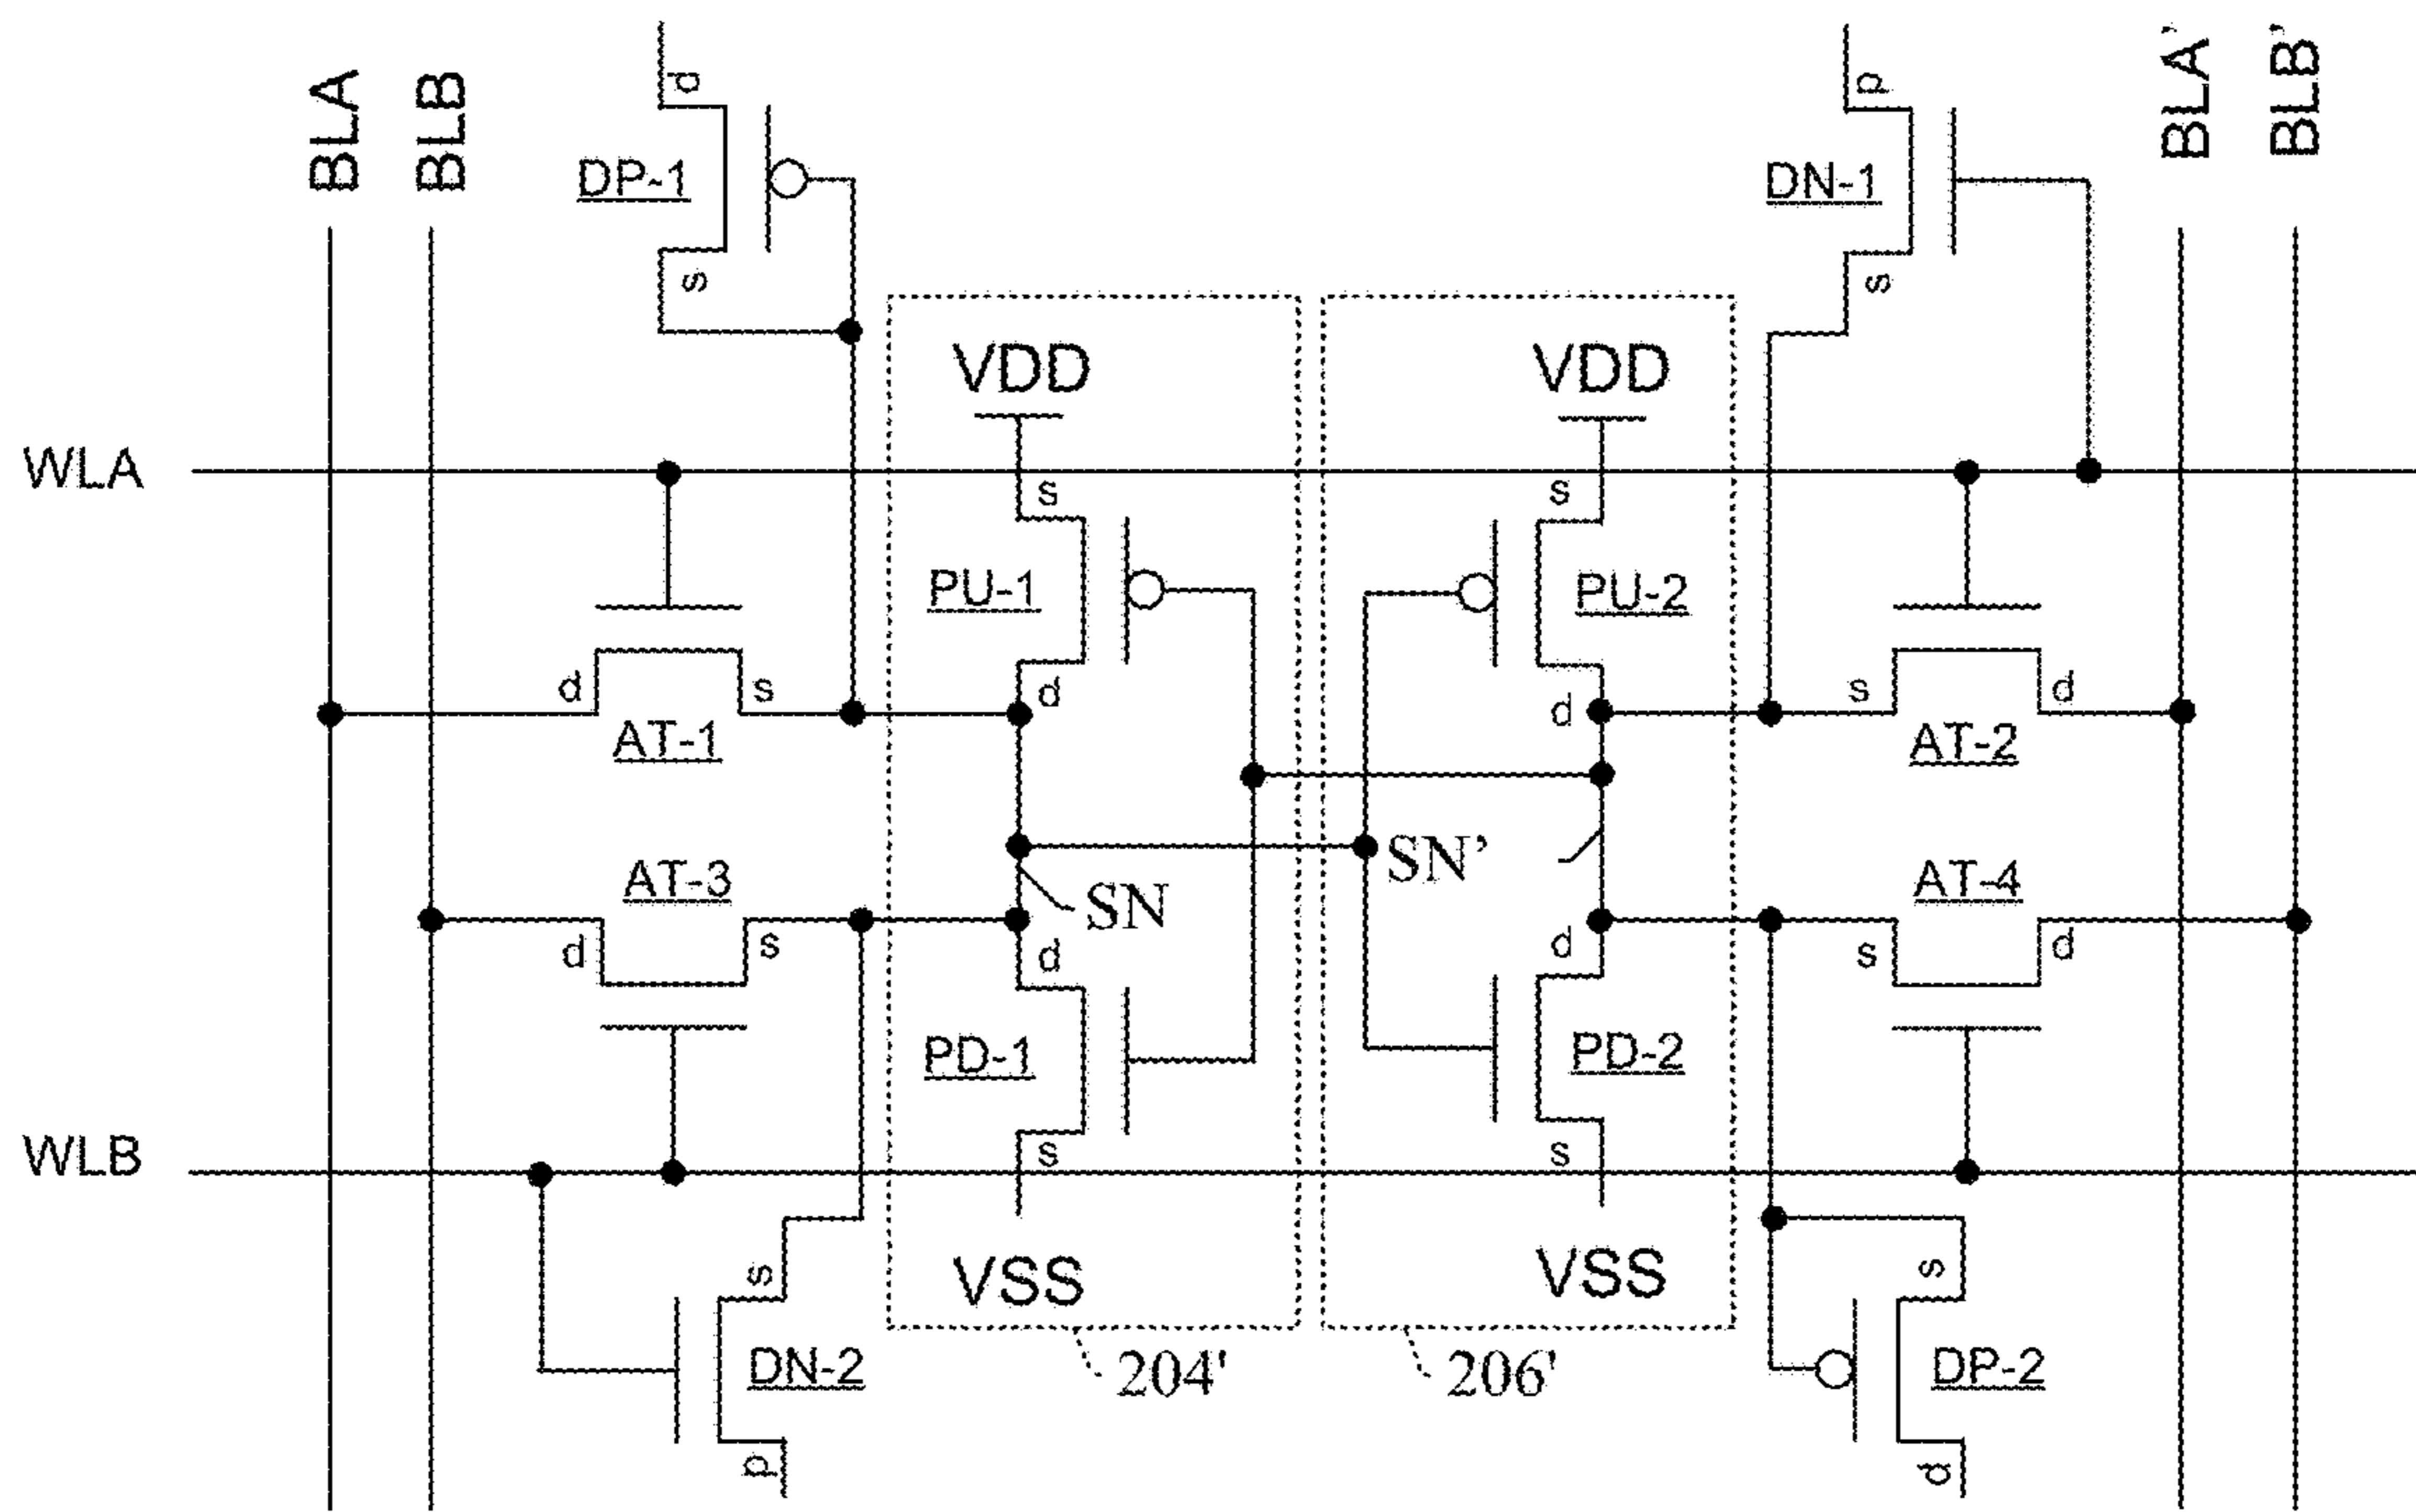 BLA
BLB
d
DP-1
s
d
DN-1
s
BLA'
BLB'
VDD
VDD
WLA
s
s
PU-1
PU-2
d
s
d
d
s
d
AT-1
AT-2
SN'
AT-3
SN
AT-4
d
s
d
d
s
d
PD-1
PD-2
WLB
s
s
VSS
VSS
s
s
DN-2
204'
206'
DP-2
d
d